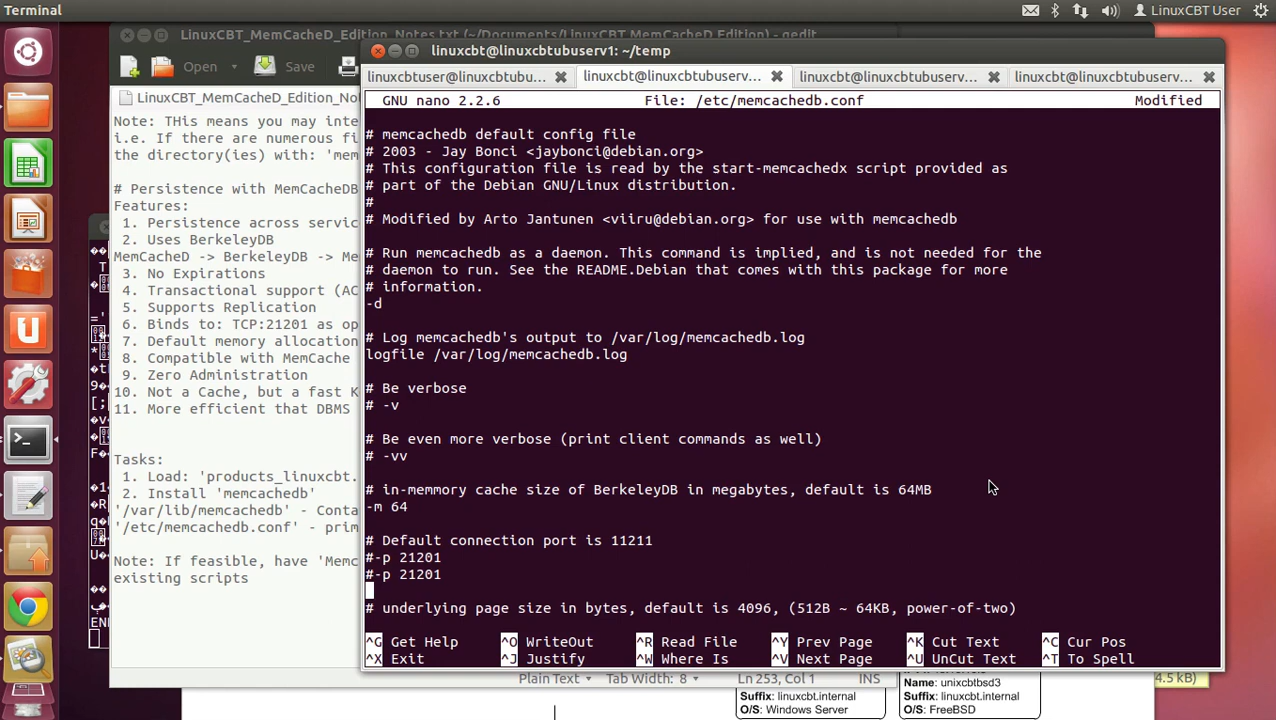 Terminal
LinuxCBT User
LinuxCBT_MemCacheD_Edition_Notes.txt (~/Documents/LinuxCBT MemCacheD Edition) - gedit
Open
Save
LinuxCBT_MemCacheD_Edition_No
Note: THis means you may inte
i.e. If there are numerous fi
the directory(ies) with: 'mem
# Persistence with MemCacheDB
Features:
1. Persistence across servic
2. Uses BerkeleyDB
MemCacheD -> BerkeleyDB -> Me
3. No Expirations
4. Transactional support (AC
5. Supports Replication
6. Binds to: TCP:21201 as op
7. Default memory allocation
8. Compatible with MemCache
9. Zero Administration
10. Not a Cache, but a fast K
11. More efficient that DBMS
Tasks:
1. Load: 'products_linuxcbt.
2. Install 'memcachedb'
'/var/lib/memcachedb' - Conta
'/etc/memcachedb.conf' - prim
Note: If feasible, have 'Memc
existing scripts
linuxcbt@linuxcbtubuserv1: ~/temp
linuxcbtuser@linuxcbtubu...
linuxcbt@linuxcbtubuserv...
linuxcbt@linuxcbtubuserv...
linuxcbt@linuxcbtubuserv...
GNU nano 2.2.6 File: /etc/memcachedb.conf Modified
# memcachedb default config file
# 2003 - Jay Bonci <jaybonci@debian.org>
# This configuration file is read by the start-memcachedx script provided as
# part of the Debian GNU/Linux distribution.
#
# Modified by Arto Jantunen <viiru@debian.org> for use with memcachedb
# Run memcachedb as a daemon. This command is implied, and is not needed for the
# daemon to run. See the README.Debian that comes with this package for more
# information.
-d
# Log memcachedb's output to /var/log/memcachedb.log
logfile /var/log/memcachedb.log
# Be verbose
# -v
# Be even more verbose (print client commands as well)
# -vv
# in-memmory cache size of BerkeleyDB in megabytes, default is 64MB
-m 64
# Default connection port is 11211
#-p 21201
#-p 21201
# underlying page size in bytes, default is 4096, (512B ~ 64KB, power-of-two)
^G Get Help ^O WriteOut ^R Read File ^Y Prev Page ^K Cut Text ^C Cur Pos
^X Exit ^J Justify ^W Where Is ^V Next Page ^U UnCut Text ^T To Spell
Plain Text Tab Width: 8 Ln 253, Col 1 INS
4.5 kB)
Suffix: linuxcbt.internal
O/S: Windows Server
Name: unixcbtbsd3
Suffix: linuxcbt.internal
O/S: FreeBSD